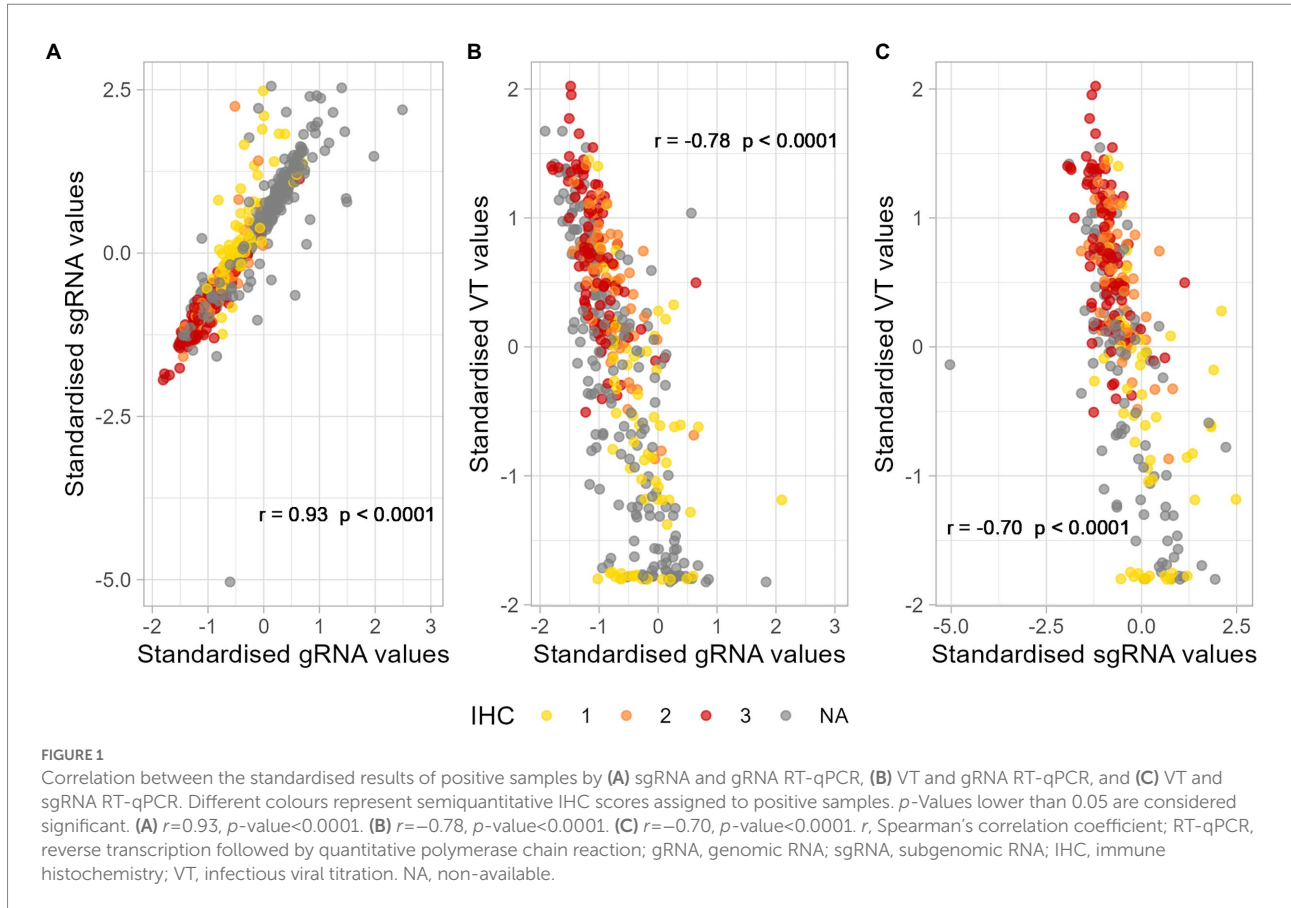 A
B
C
2.5
0.0
-2.5
-5.0
Standardised sgRNA values
r = 0.93 p < 0.0001
-2 -1 0 1 2 3
Standardised gRNA values
2
1
0
-1
-2
Standardised VT values
r = -0.78 p < 0.0001
-2 -1 0 1 2 3
Standardised gRNA values
2
1
0
-1
-2
Standardised VT values
r = -0.70 p < 0.0001
-5.0 -2.5 0.0 2.5
Standardised sgRNA values
IHC 1 2 3 NA
FIGURE 1
Correlation between the standardised results of positive samples by (A) sgRNA and gRNA RT-qPCR, (B) VT and gRNA RT-qPCR, and (C) VT and
sgRNA RT-qPCR. Different colours represent semiquantitative IHC scores assigned to positive samples. p-Values lower than 0.05 are considered
significant. (A) r=0.93, p-value<0.0001. (B) r=−0.78, p-value<0.0001. (C) r=−0.70, p-value<0.0001. r, Spearman's correlation coefficient; RT-qPCR,
reverse transcription followed by quantitative polymerase chain reaction; gRNA, genomic RNA; sgRNA, subgenomic RNA; IHC, immune
histochemistry; VT, infectious viral titration. NA, non-available.